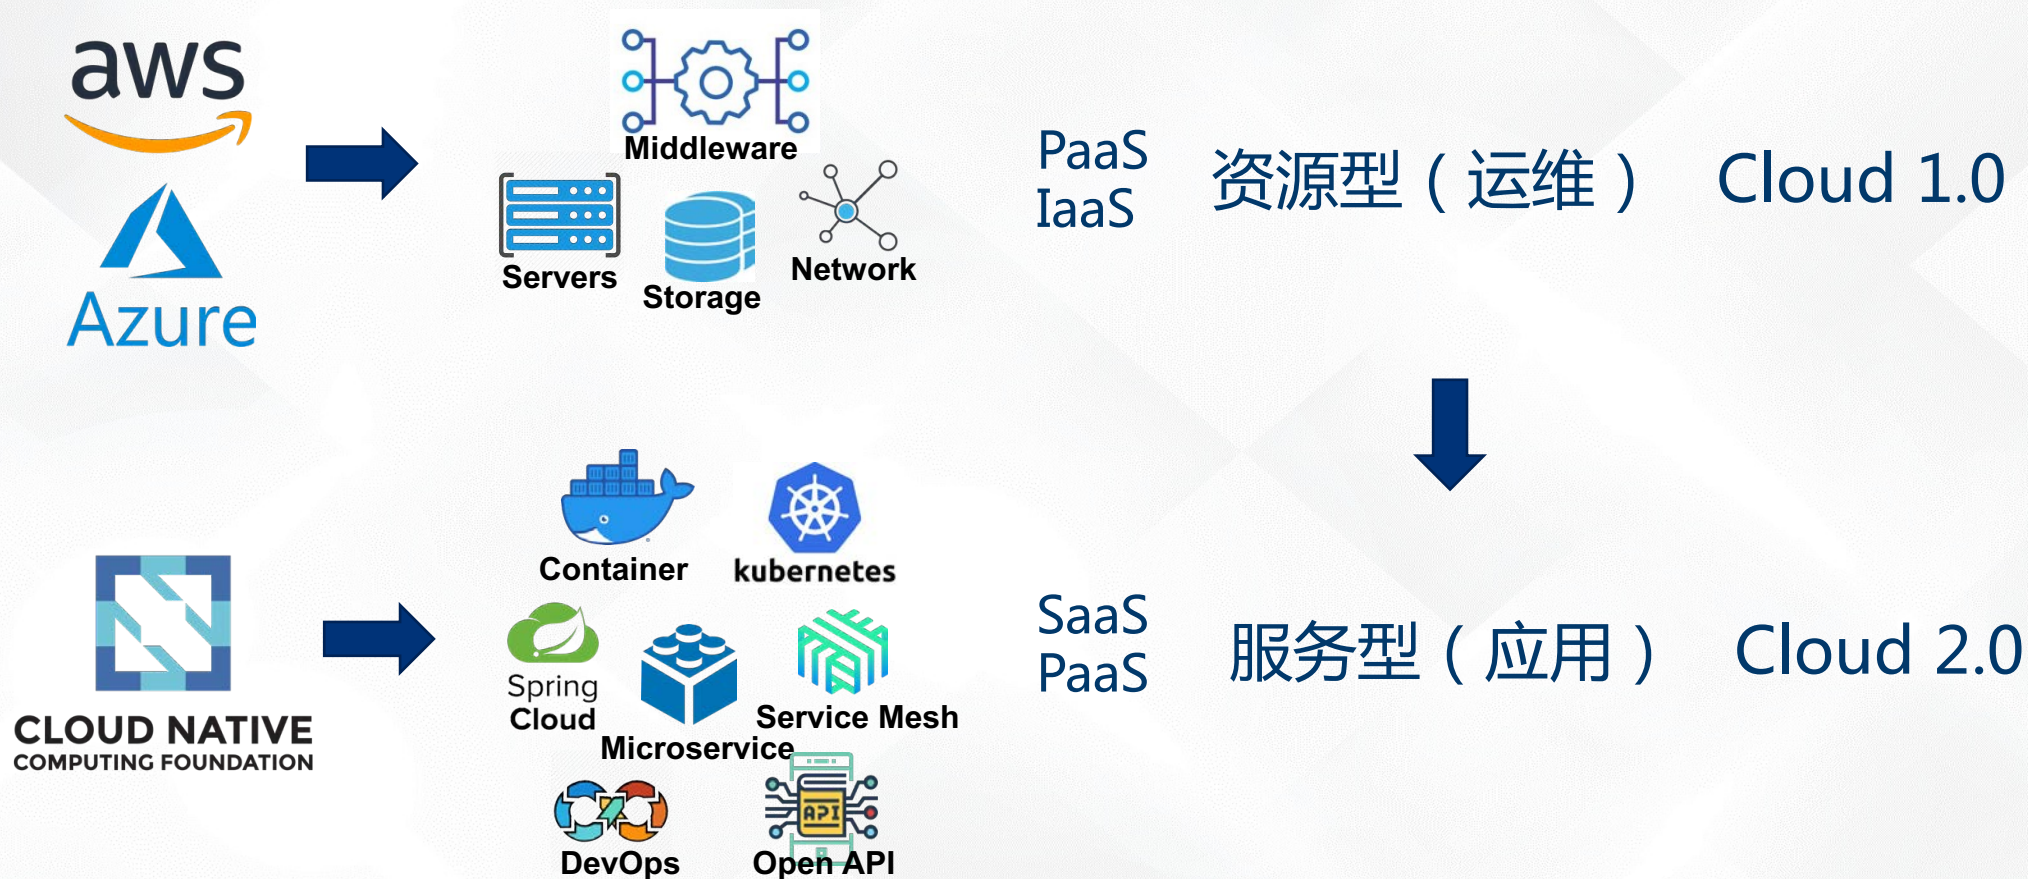 aws
Azure
Middleware
Servers
Storage
Network
PaaS
IaaS
资源型（运维） Cloud 1.0
CLOUD NATIVE
COMPUTING FOUNDATION
Container
kubernetes
Spring
Cloud
Microservice
Service Mesh
DevOps
API
Open API
SaaS
PaaS
服务型（应用） Cloud 2.0